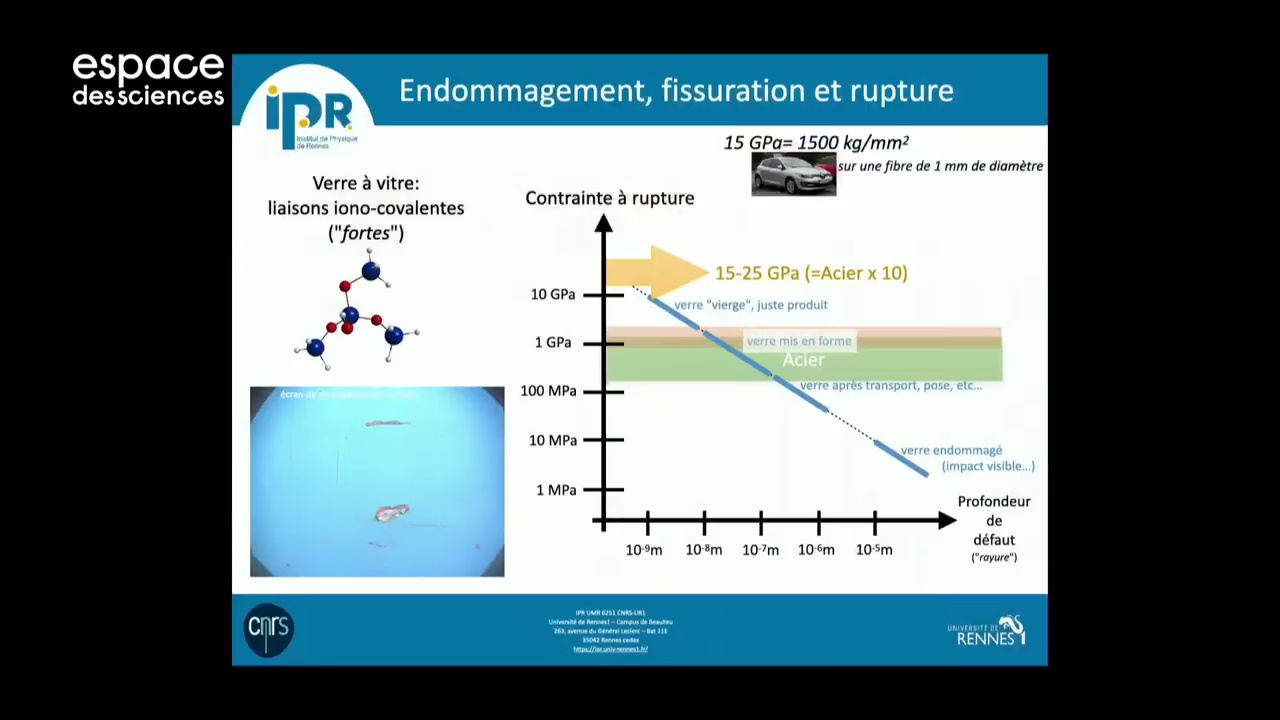 espace
des sciences
iPR
Institut de Physique
de Rennes
Endommagement, fissuration et rupture
15 GPa= 1500 kg/mm²
sur une fibre de 1 mm de diamètre
Verre à vitre:
liaisons iono-covalentes
("fortes")
Contrainte à rupture
15-25 GPa (=Acier x 10)
10 GPa
verre "vierge", juste produit
1 GPa
verre mis en forme
Acier
100 MPa
verre après transport, pose, etc...
10 MPa
verre endommagé
(impact visible...)
1 MPa
Profondeur
de
défaut
("rayure")
10⁻⁹m 10⁻⁸m 10⁻⁷m 10⁻⁶m 10⁻⁵m
cnrs
IPR UMR 6251 CNRS-UR1
Université de Rennes1 – Campus de Beaulieu
263, avenue du Général Leclerc – Bat 11E
35042 Rennes cedex
https://ipr.univ-rennes1.fr/
UNIVERSITÉ DE
RENNES 1